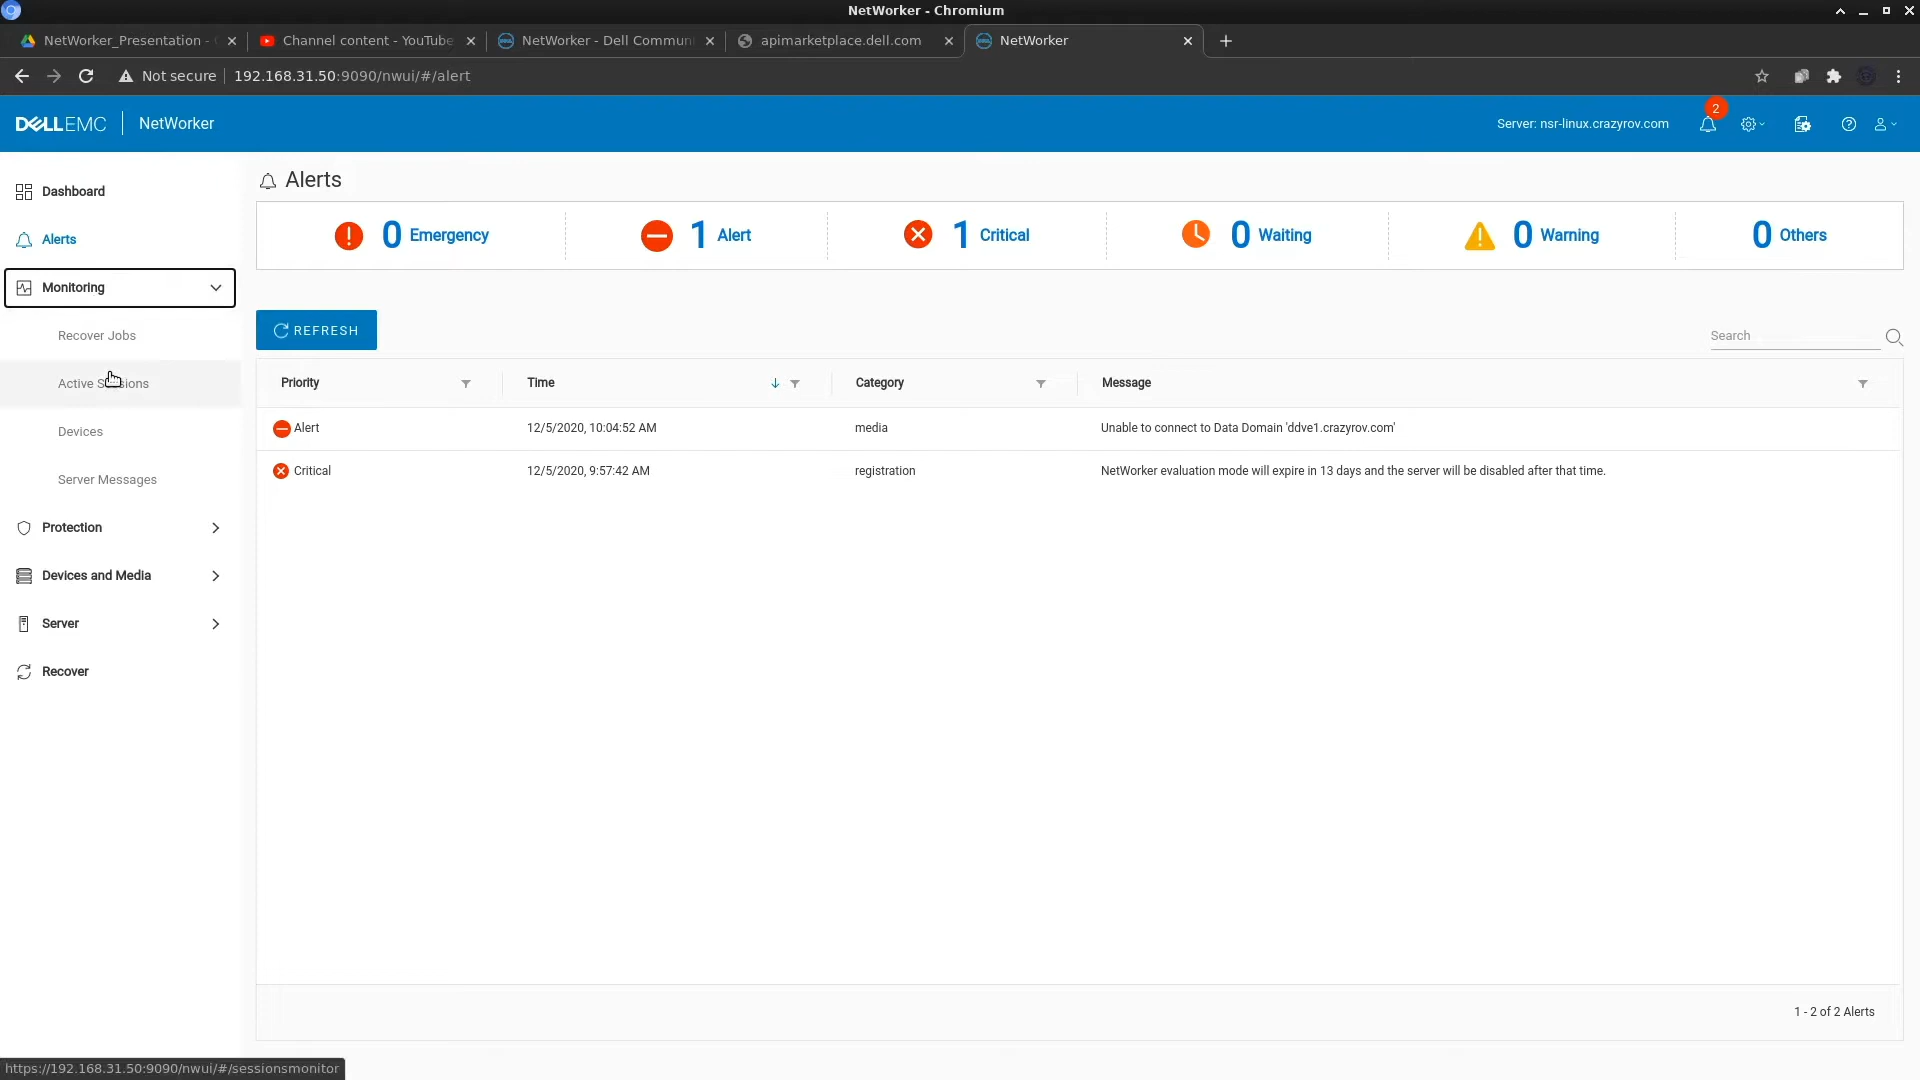 NetWorker - Chromium
NetWorker_Presentation - Channel content - YouTube NetWorker - Dell Commun apimarketplace.dell.com NetWorker
Not secure 192.168.31.50:9090/nwui/#/alert
DELLEMC NetWorker Server: nsr-linux.crazyrov.com 2
Dashboard
Alerts
Monitoring
Recover Jobs
Active Sessions
Devices
Server Messages
Protection
Devices and Media
Server
Recover
Alerts
0 Emergency 1 Alert 1 Critical 0 Waiting 0 Warning 0 Others
REFRESH Search
Priority Time Category Message
Alert 12/5/2020, 10:04:52 AM media Unable to connect to Data Domain 'ddve1.crazyrov.com'
Critical 12/5/2020, 9:57:42 AM registration NetWorker evaluation mode will expire in 13 days and the server will be disabled after that time.
1 - 2 of 2 Alerts
https://192.168.31.50:9090/nwui/#/sessionsmonitor